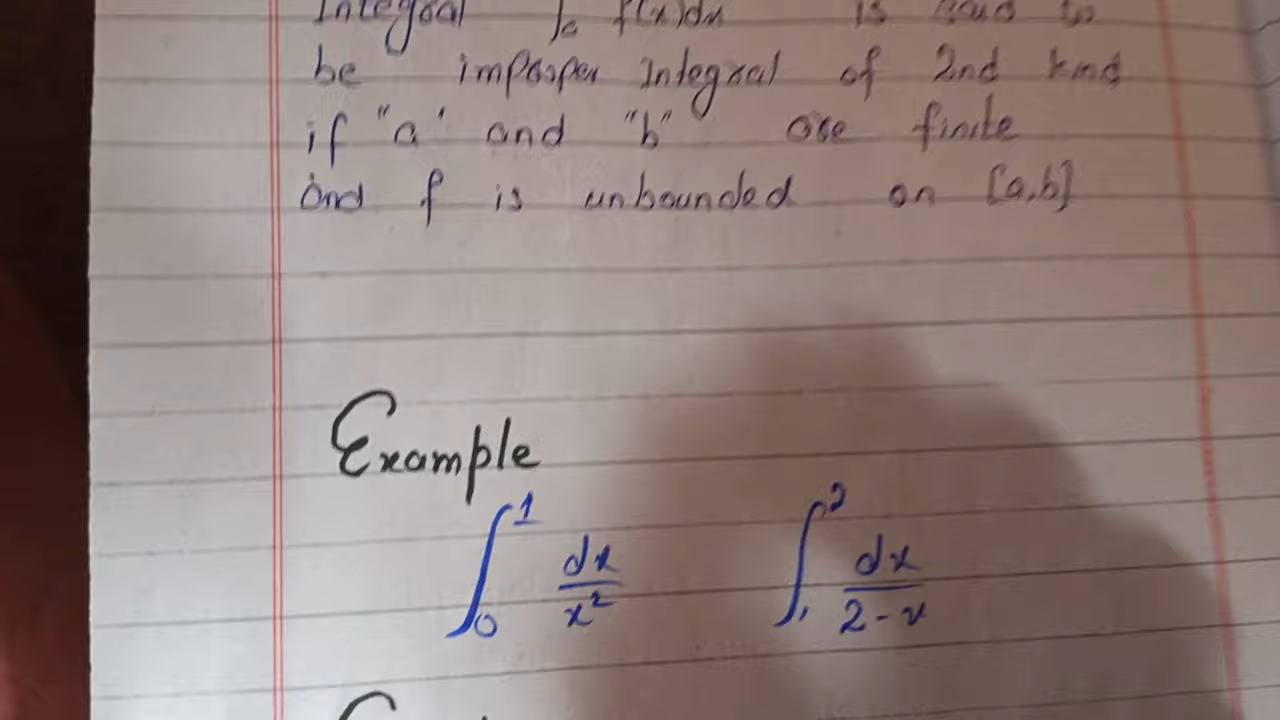 Integral ∫ f(x)dx is said to
be improper Integral of 2nd kind
if "a" and "b" are finite
and f is unbounded on [a,b]
Example
∫₀¹ dx/x² ∫₁² dx/2-x